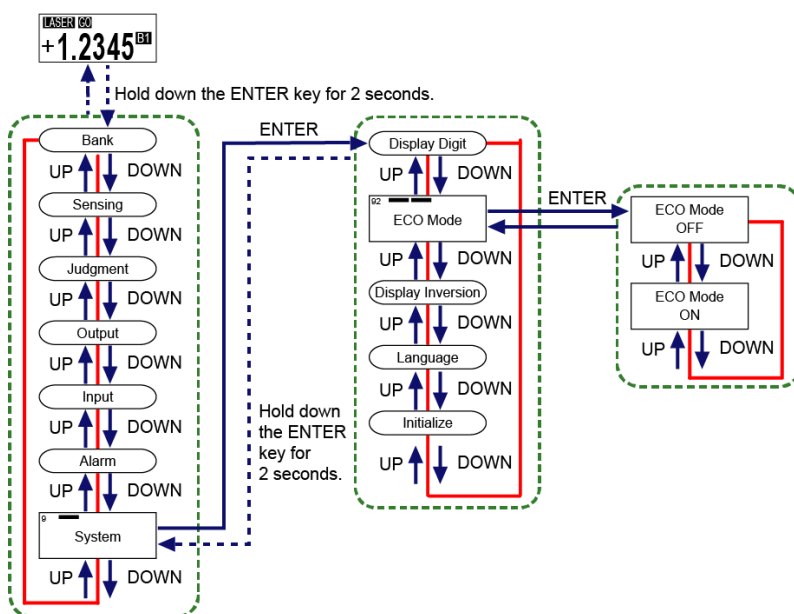 LASER GO
+1.2345 B1
Hold down the ENTER key for 2 seconds.
Bank
UP DOWN
Sensing
UP DOWN
Judgment
UP DOWN
Output
UP DOWN
Input
UP DOWN
Alarm
UP DOWN
9
System
UP DOWN
ENTER
Hold down
the ENTER
key for
2 seconds.
Display Digit
UP DOWN
92
ECO Mode
UP DOWN
Display Inversion
UP DOWN
Language
UP DOWN
Initialize
UP DOWN
ENTER
ECO Mode
OFF
UP DOWN
ECO Mode
ON
UP DOWN